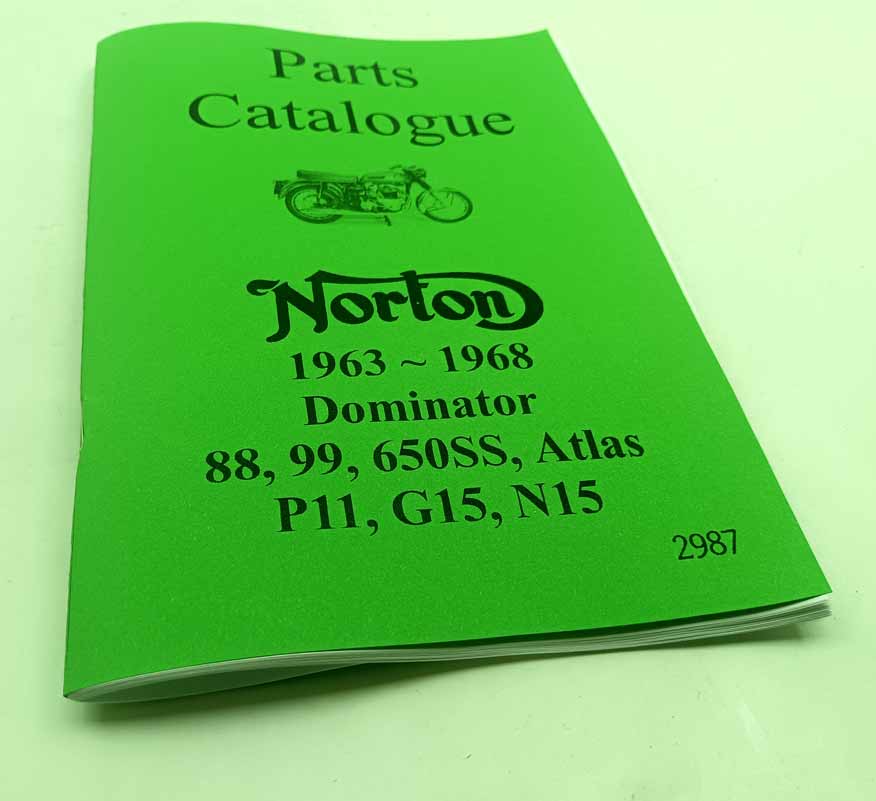 Parts
Catalogue
Norton
1963 ~ 1968
Dominator
88, 99, 650SS, Atlas
P11, G15, N15
2987